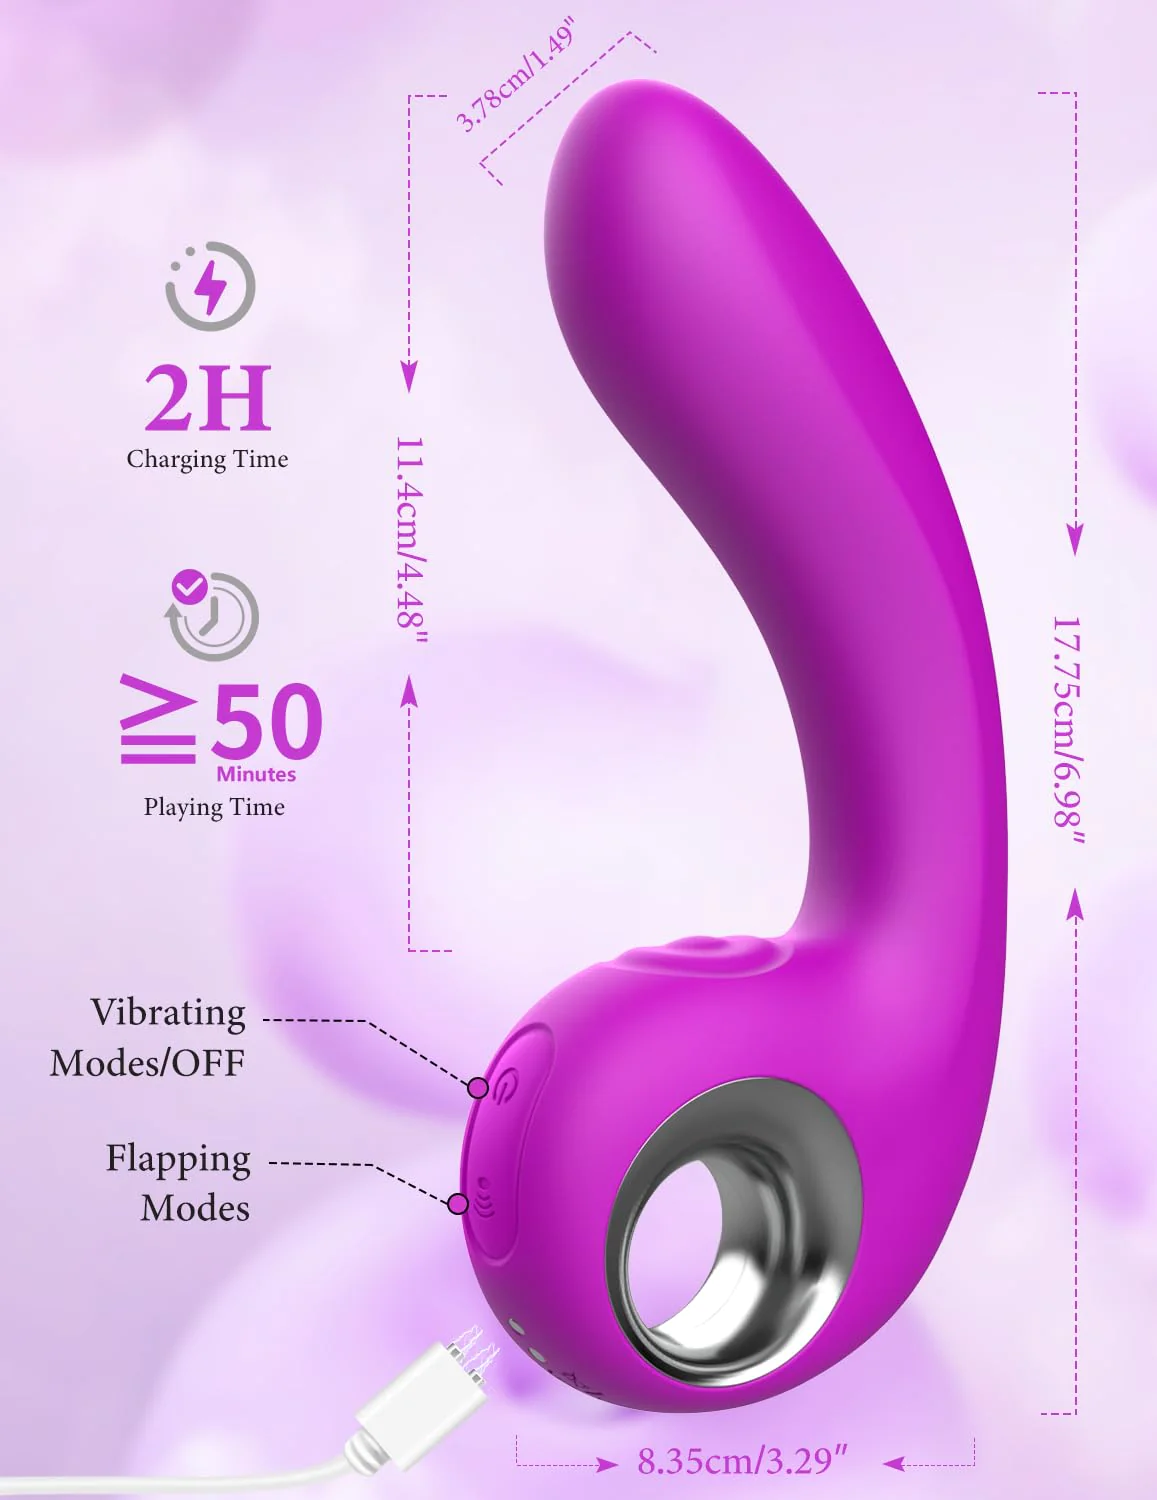 3.78cm/1.49"
2H
Charging Time
11.4cm/4.48"
17.75cm/6.98"
≧50
Minutes
Playing Time
Vibrating
Modes/OFF
Flapping
Modes
8.35cm/3.29"